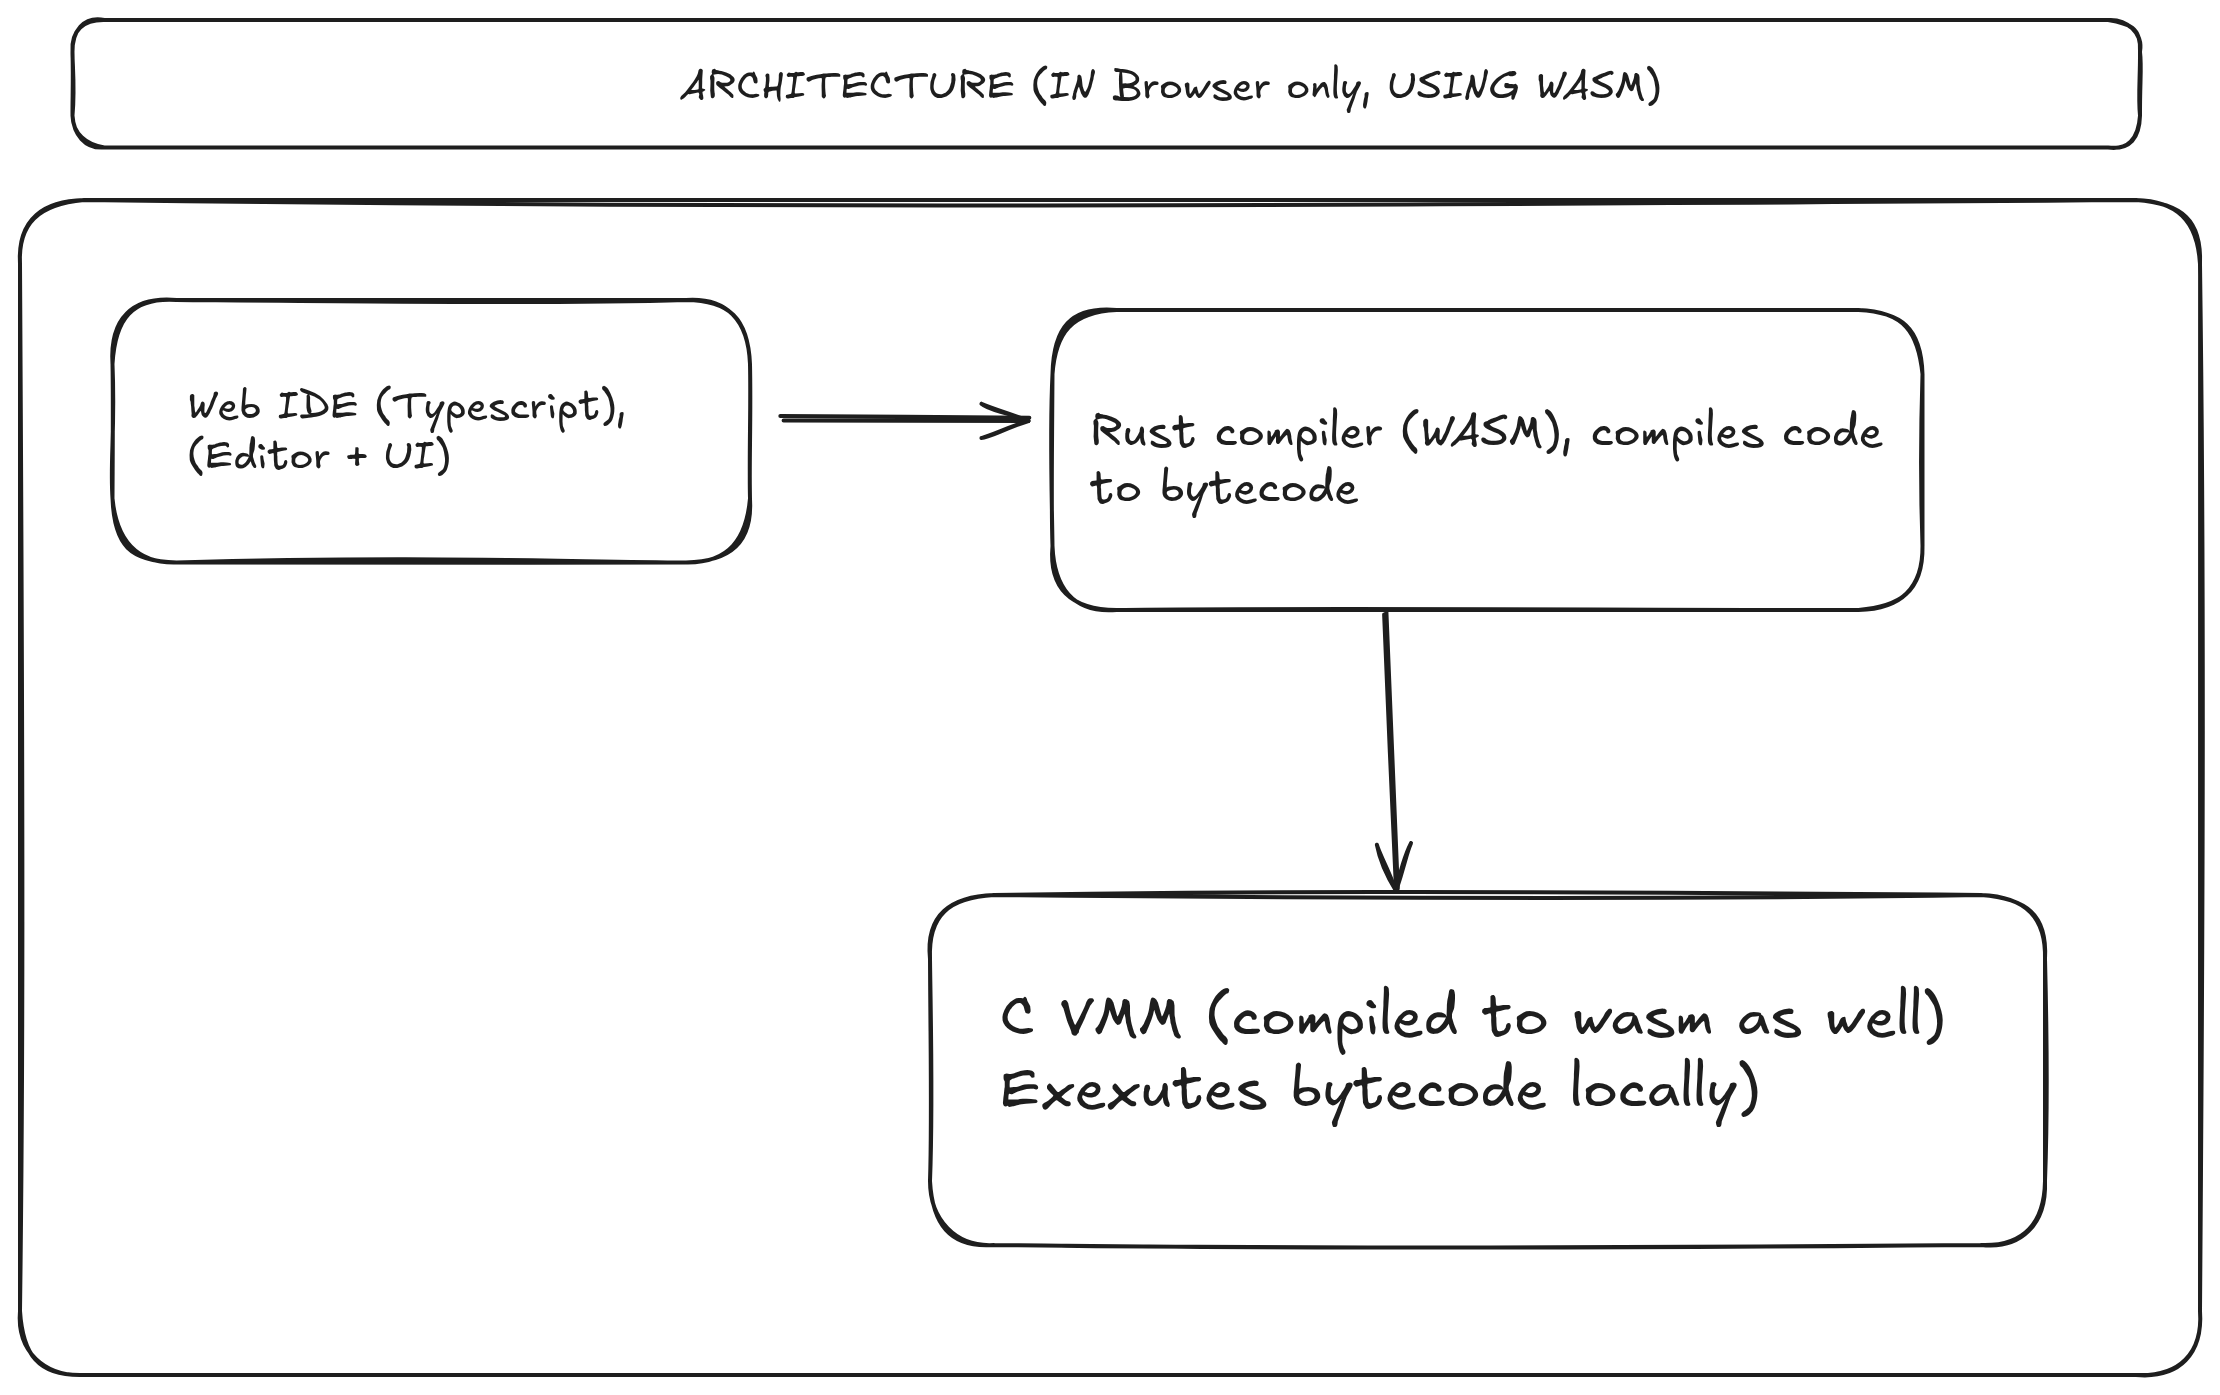 ARCHITECTURE (IN Browser only, USING WASM)
Web IDE (Typescript),
(Editor + UI)
Rust compiler (WASM), compiles code
to bytecode
C VMM (compiled to wasm as well)
Exexutes bytecode locally)